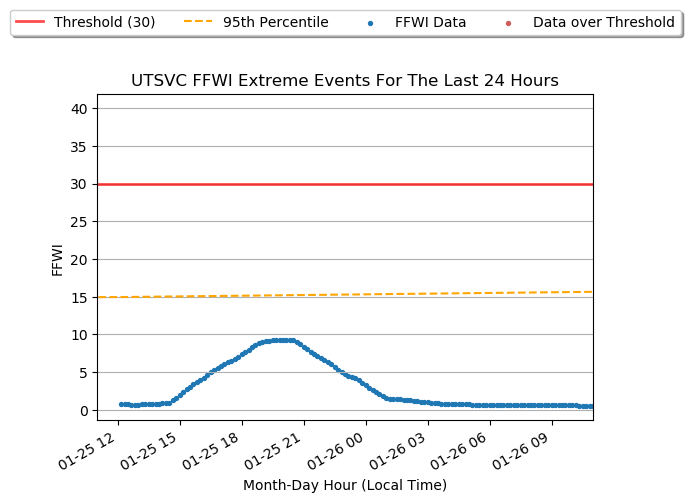 Threshold (30) 95th Percentile FFWI Data Data over Threshold
UTSVC FFWI Extreme Events For The Last 24 Hours
40
35
30
25
20
15
10
5
0
FFWI
01-25 12 01-25 15 01-25 18 01-25 21 01-26 00 01-26 03 01-26 06 01-26 09
Month-Day Hour (Local Time)